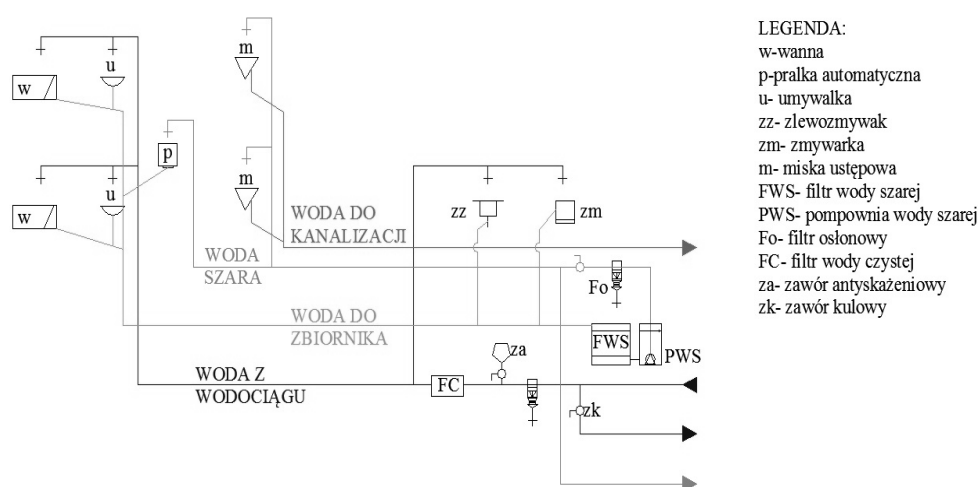 m
u
w
p
u
w
m
zz
zm
WODA DO
KANALIZACJI
WODA
SZARA
Fo
WODA DO
ZBIORNIKA
FWS
PWS
za
WODA Z
WODOCIĄGU
FC
zk
LEGENDA:
w-wanna
p-pralka automatyczna
u- umywalka
zz- zlewozmywak
zm- zmywarka
m- miska ustępowa
FWS- filtr wody szarej
PWS- pompownia wody szarej
Fo- filtr osłonowy
FC- filtr wody czystej
za- zawór antyskażeniowy
zk- zawór kulowy